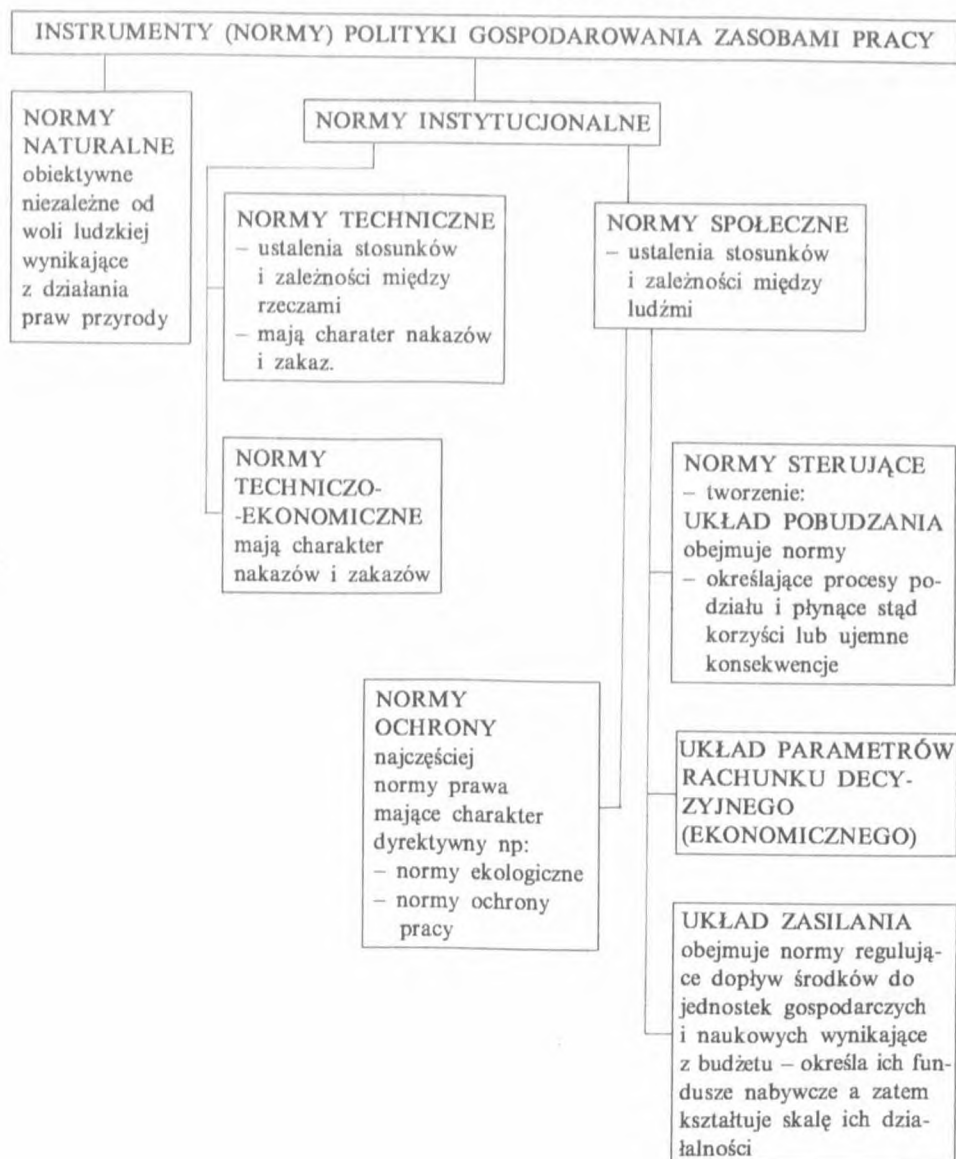 INSTRUMENTY (NORMY) POLITYKI GOSPODAROWANIA ZASOBAMI PRACY
NORMY
NATURALNE
obiektywne
niezależne od
woli ludzkiej
wynikające
z działania
praw przyrody
NORMY INSTYTUCJONALNE
NORMY TECHNICZNE
– ustalenia stosunków
i zależności między
rzeczami
– mają charater nakazów
i zakaz.
NORMY SPOŁECZNE
– ustalenia stosunków
i zależności między
ludźmi
NORMY
TECHNICZO-
-EKONOMICZNE
mają charakter
nakazów i zakazów
NORMY STERUJĄCE
– tworzenie:
UKŁAD POBUDZANIA
obejmuje normy
– określające procesy po-
działu i płynące stąd
korzyści lub ujemne
konsekwencje
NORMY
OCHRONY
najczęściej
normy prawa
mające charakter
dyrektywny np:
– normy ekologiczne
– normy ochrony
pracy
UKŁAD PARAMETRÓW
RACHUNKU DECY-
ZYJNEGO
(EKONOMICZNEGO)
UKŁAD ZASILANIA
obejmuje normy regulują-
ce dopływ środków do
jednostek gospodarczych
i naukowych wynikające
z budżetu – określa ich fun-
dusze nabywcze a zatem
kształtuje skalę ich dzia-
łalności